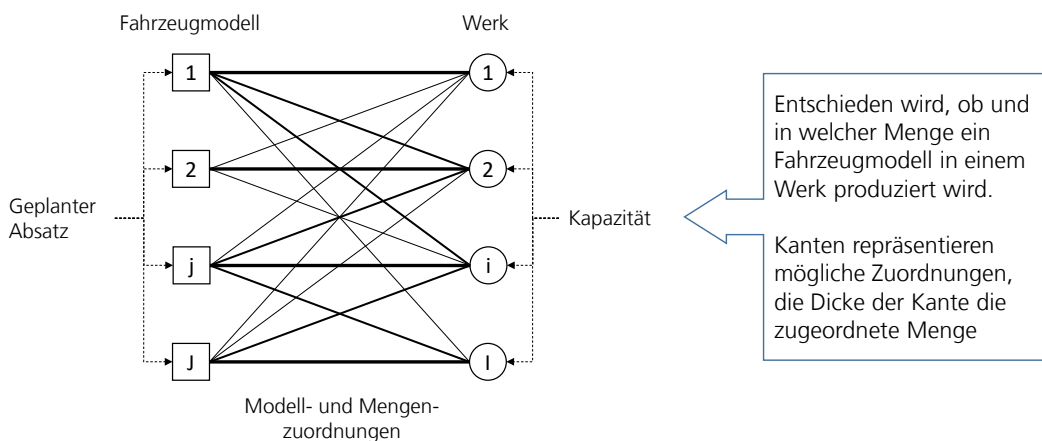 Fahrzeugmodell
Werk
1
1
2
2
Geplanter
Absatz
Kapazität
j
i
J
I
Modell- und Mengen-
zuordnungen
Entschieden wird, ob und
in welcher Menge ein
Fahrzeugmodell in einem
Werk produziert wird.
Kanten repräsentieren
mögliche Zuordnungen,
die Dicke der Kante die
zugeordnete Menge